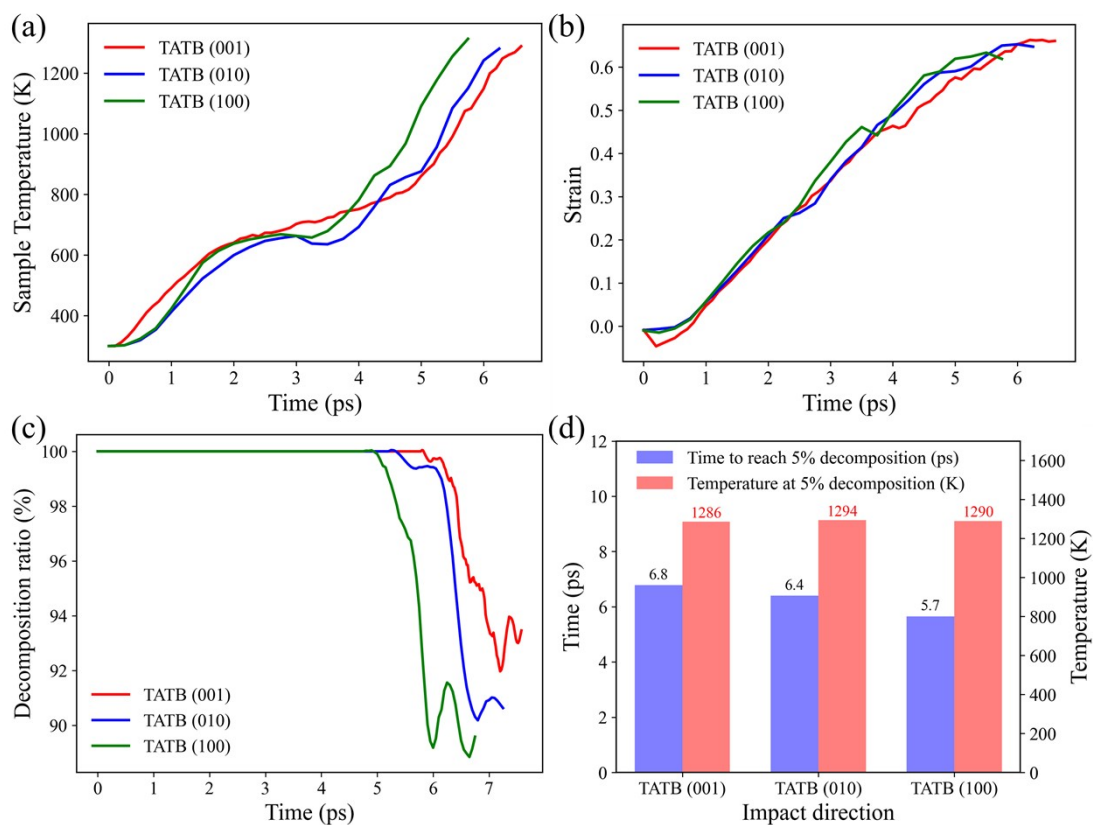 (a)
TATB (001)
TATB (010)
TATB (100)
Sample Temperature (K)
1200
1000
800
600
400
0 1 2 3 4 5 6
Time (ps)
(b)
TATB (001)
TATB (010)
TATB (100)
Strain
0.6
0.5
0.4
0.3
0.2
0.1
0.0
0 1 2 3 4 5 6
Time (ps)
(c)
Decomposition ratio (%)
100
98
96
94
92
90
TATB (001)
TATB (010)
TATB (100)
0 1 2 3 4 5 6 7
Time (ps)
(d)
Time to reach 5% decomposition (ps)
Temperature at 5% decomposition (K)
Time (ps)
12
10
8
6
4
2
0
1286
1294
1290
6.8
6.4
5.7
1600
1400
1200
1000
800
600
400
200
0
Temperature (K)
TATB (001) TATB (010) TATB (100)
Impact direction